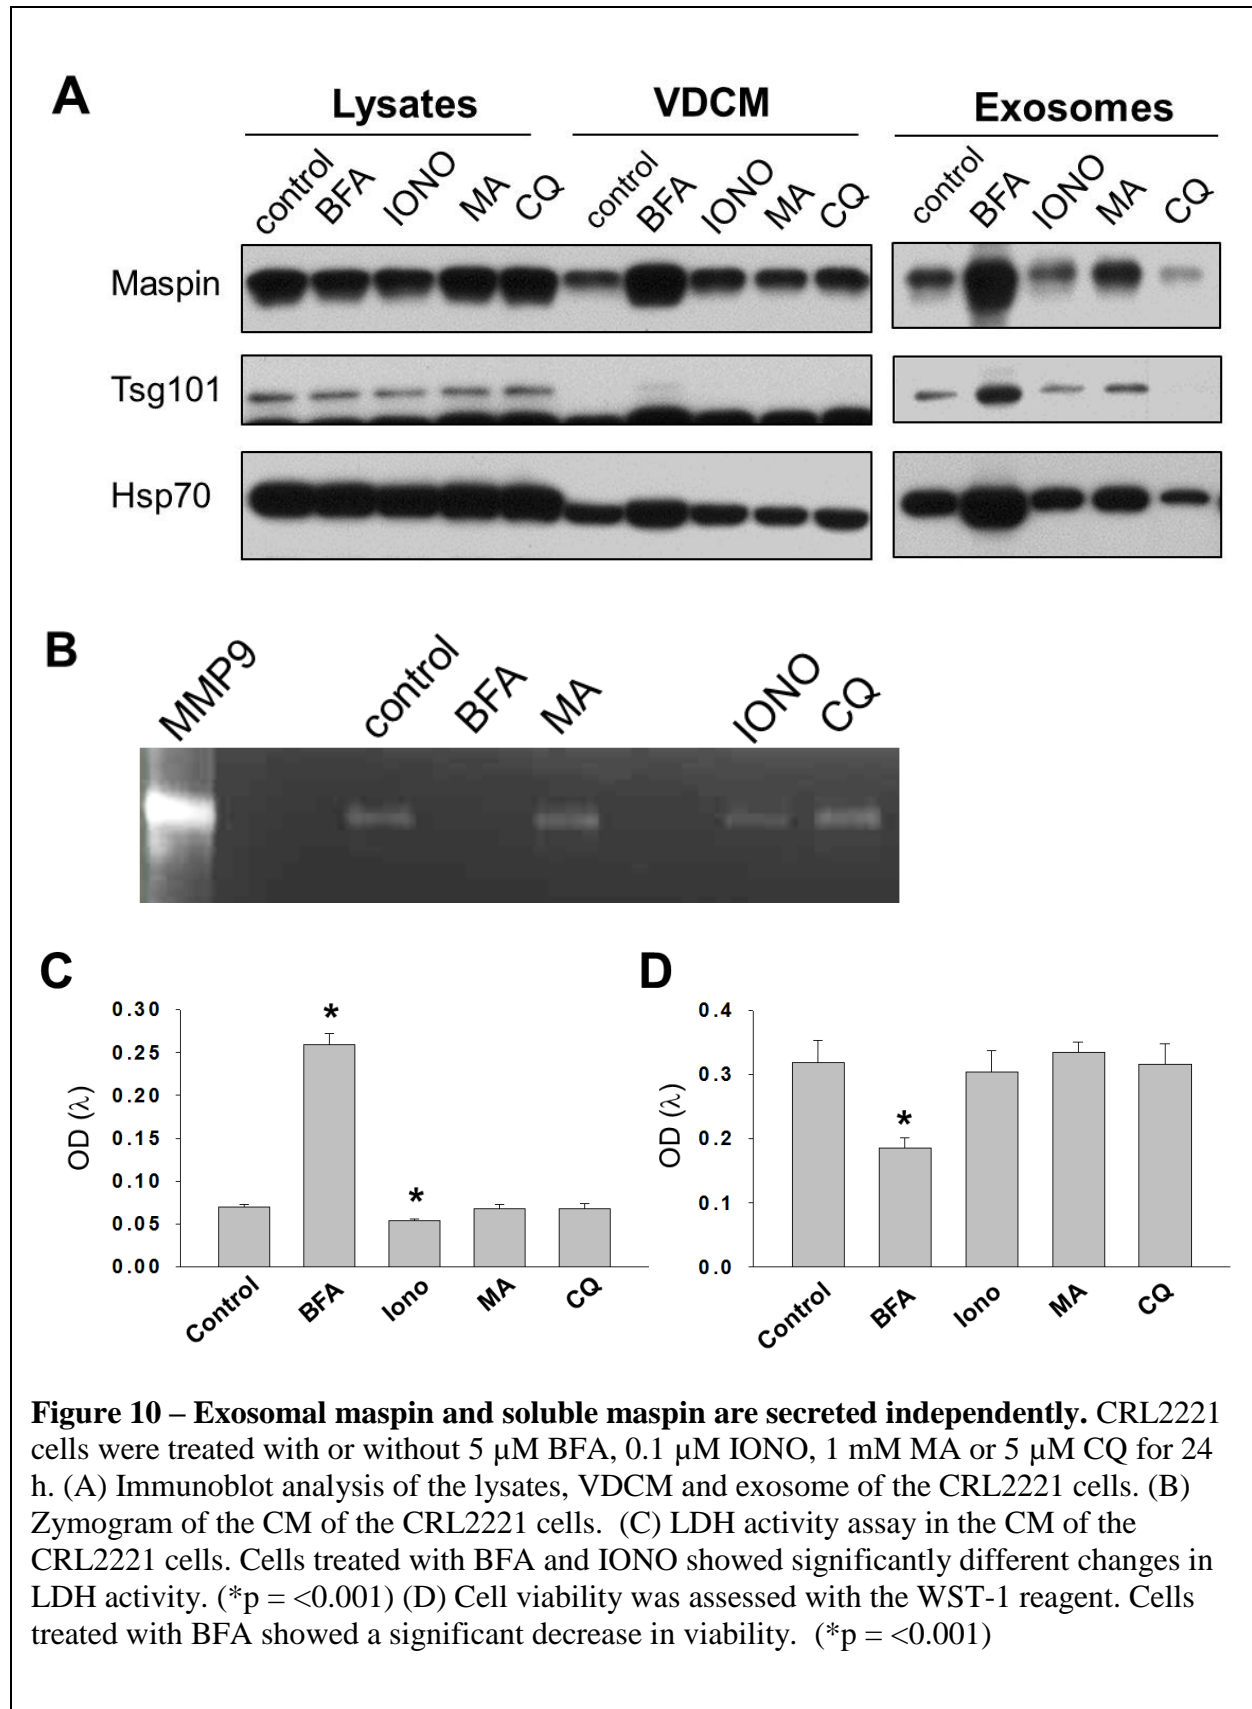 A
Lysates VDCM Exosomes
control BFA IONO MA CQ control BFA IONO MA CQ control BFA IONO MA CQ
Maspin
Tsg101
Hsp70
B
MMP9 control BFA MA IONO CQ
C
0.30
0.25
0.20
0.15
0.10
0.05
0.00
OD (λ)
*
*
Control BFA Iono MA CQ
D
0.4
0.3
0.2
0.1
0.0
OD (λ)
*
Control BFA Iono MA CQ
Figure 10 – Exosomal maspin and soluble maspin are secreted independently. CRL2221
cells were treated with or without 5 µM BFA, 0.1 µM IONO, 1 mM MA or 5 µM CQ for 24
h. (A) Immunoblot analysis of the lysates, VDCM and exosome of the CRL2221 cells. (B)
Zymogram of the CM of the CRL2221 cells. (C) LDH activity assay in the CM of the
CRL2221 cells. Cells treated with BFA and IONO showed significantly different changes in
LDH activity. (*p = <0.001) (D) Cell viability was assessed with the WST-1 reagent. Cells
treated with BFA showed a significant decrease in viability. (*p = <0.001)